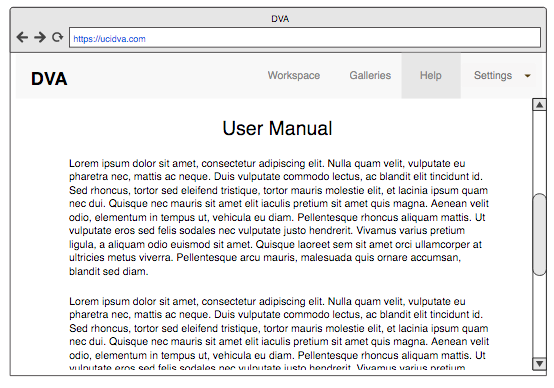 DVA
https://ucidva.com
DVA Workspace Galleries Help Settings
User Manual
Lorem ipsum dolor sit amet, consectetur adipiscing elit. Nulla quam velit, vulputate eu
pharetra nec, mattis ac neque. Duis vulputate commodo lectus, ac blandit elit tincidunt id.
Sed rhoncus, tortor sed eleifend tristique, tortor mauris molestie elit, et lacinia ipsum quam
nec dui. Quisque nec mauris sit amet elit iaculis pretium sit amet quis magna. Aenean velit
odio, elementum in tempus ut, vehicula eu diam. Pellentesque rhoncus aliquam mattis. Ut
vulputate eros sed felis sodales nec vulputate justo hendrerit. Vivamus varius pretium
ligula, a aliquam odio euismod sit amet. Quisque laoreet sem sit amet orci ullamcorper at
ultricies metus viverra. Pellentesque arcu mauris, malesuada quis ornare accumsan,
blandit sed diam.
Lorem ipsum dolor sit amet, consectetur adipiscing elit. Nulla quam velit, vulputate eu
pharetra nec, mattis ac neque. Duis vulputate commodo lectus, ac blandit elit tincidunt id.
Sed rhoncus, tortor sed eleifend tristique, tortor mauris molestie elit, et lacinia ipsum quam
nec dui. Quisque nec mauris sit amet elit iaculis pretium sit amet quis magna. Aenean velit
odio, elementum in tempus ut, vehicula eu diam. Pellentesque rhoncus aliquam mattis. Ut
vulputate eros sed felis sodales nec vulputate justo hendrerit. Vivamus varius pretium